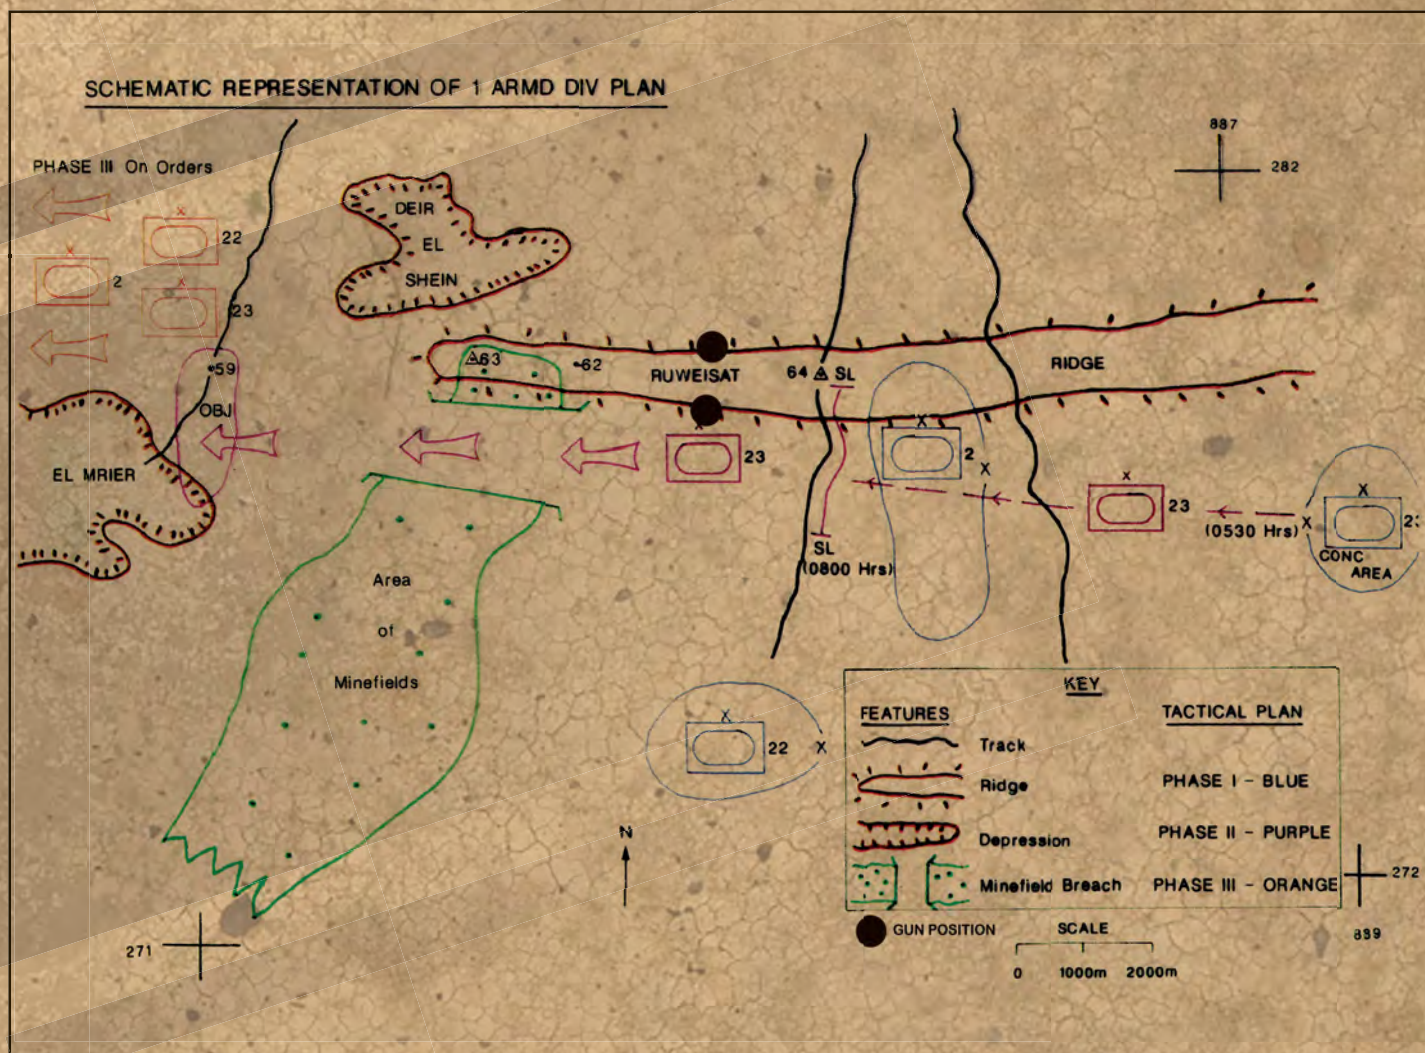 SCHEMATIC REPRESENTATION OF 1 ARMD DIV PLAN
887
282
PHASE III On Orders
22
2
23
DEIR
EL
SHEIN
59
OBJ
63
62
RUWEISAT
64 SL
RIDGE
EL MRIER
23
2
23
(0530 Hrs)
CONC
AREA
SL
(0800 Hrs)
Area
of
Minefields
22
N
KEY
FEATURES
TACTICAL PLAN
Track
Ridge
PHASE I - BLUE
Depression
PHASE II - PURPLE
Minefield Breach
PHASE III - ORANGE
272
889
GUN POSITION
SCALE
0 1000m 2000m
271